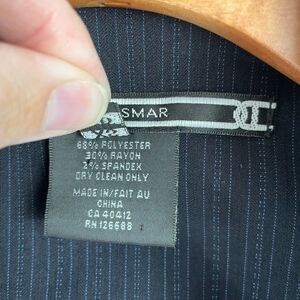 SMAR
68% POLYESTER
30% RAYON
2% SPANDEX
DRY CLEAN ONLY
MADE IN/FAIT AU
CHINA
CA 40412
RN 126668